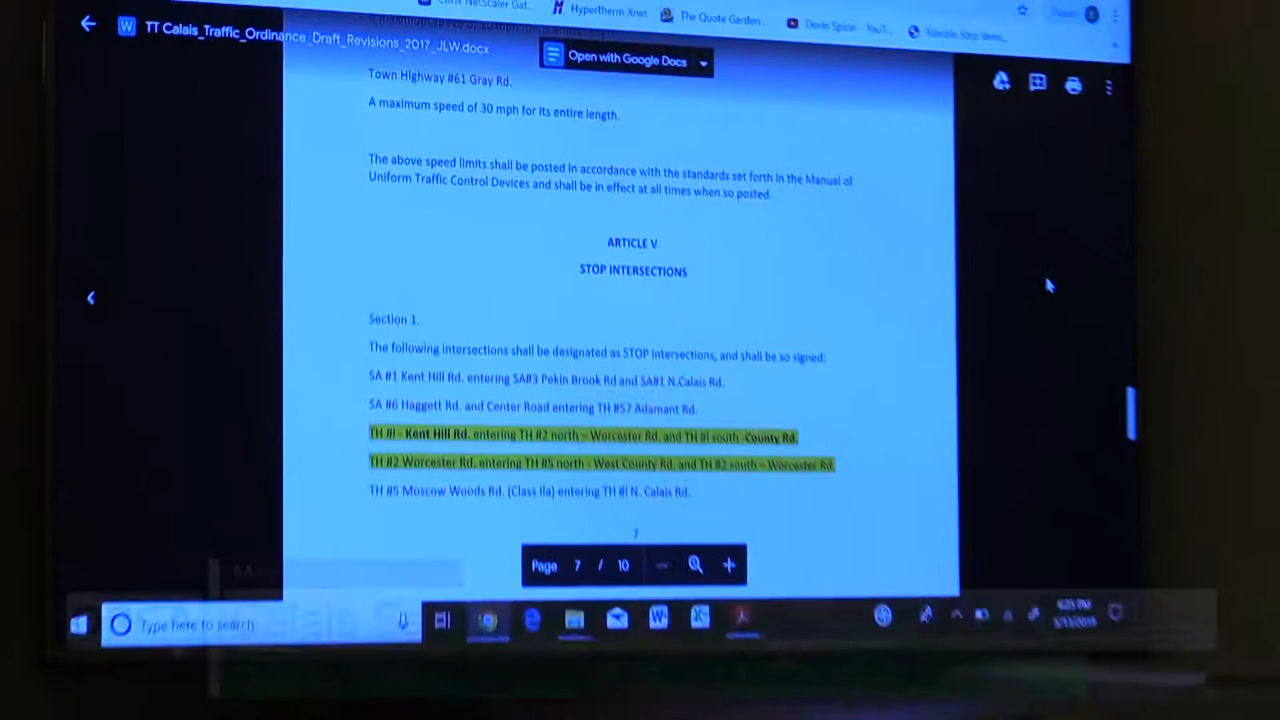 Hypertherm Xnet
The Quote Garden..
Devin Spicer - YouT..
TT Calais_Traffic_Ordinance_Draft_Revisions_2017_JLW.docx
Open with Google Docs
Town Highway #61 Gray Rd.
A maximum speed of 30 mph for its entire length.
The above speed limits shall be posted in accordance with the standards set forth in the Manual of
Uniform Traffic Control Devices and shall be in effect at all times when so posted.
ARTICLE V
STOP INTERSECTIONS
Section 1.
The following intersections shall be designated as STOP intersections, and shall be so signed:
SA #1 Kent Hill Rd. entering SA#3 Pekin Brook Rd and SA#1 N.Calais Rd.
SA #6 Haggett Rd. and Center Road entering TH #57 Adamant Rd.
TH #1 - Kent Hill Rd. entering TH #2 north – Worcester Rd, and TH #1 south -County Rd.
TH #2 Worcester Rd. entering TH #5 north - West County Rd, and TH #2 south – Worcester Rd.
TH #5 Moscow Woods Rd. (Class IIa) entering TH #1 N. Calais Rd.
7
Page 7 / 10
Type here to search